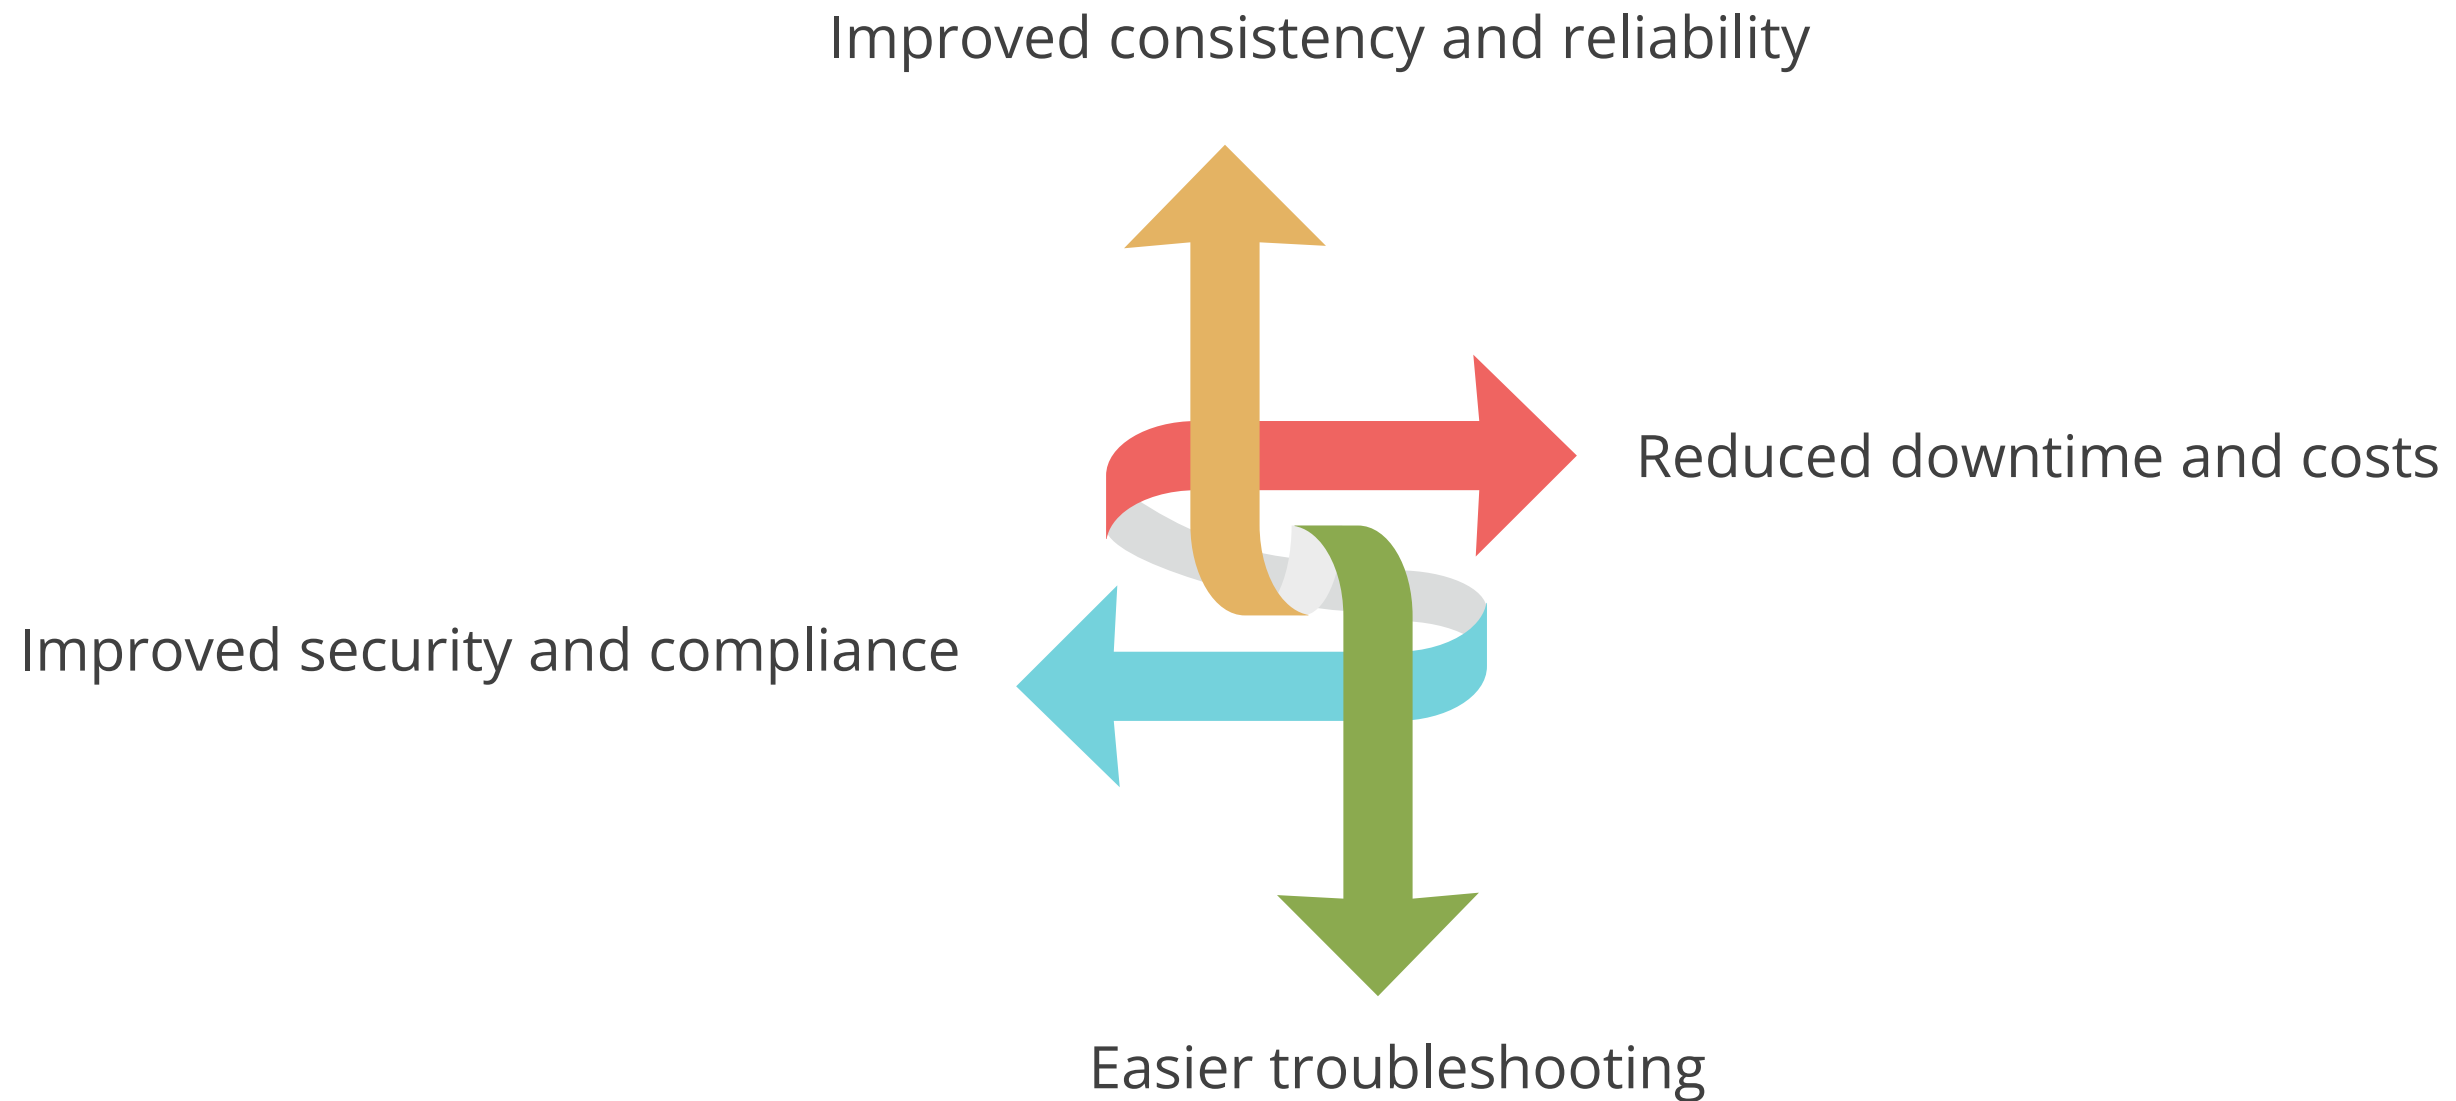 Improved consistency and reliability
Reduced downtime and costs
Improved security and compliance
Easier troubleshooting